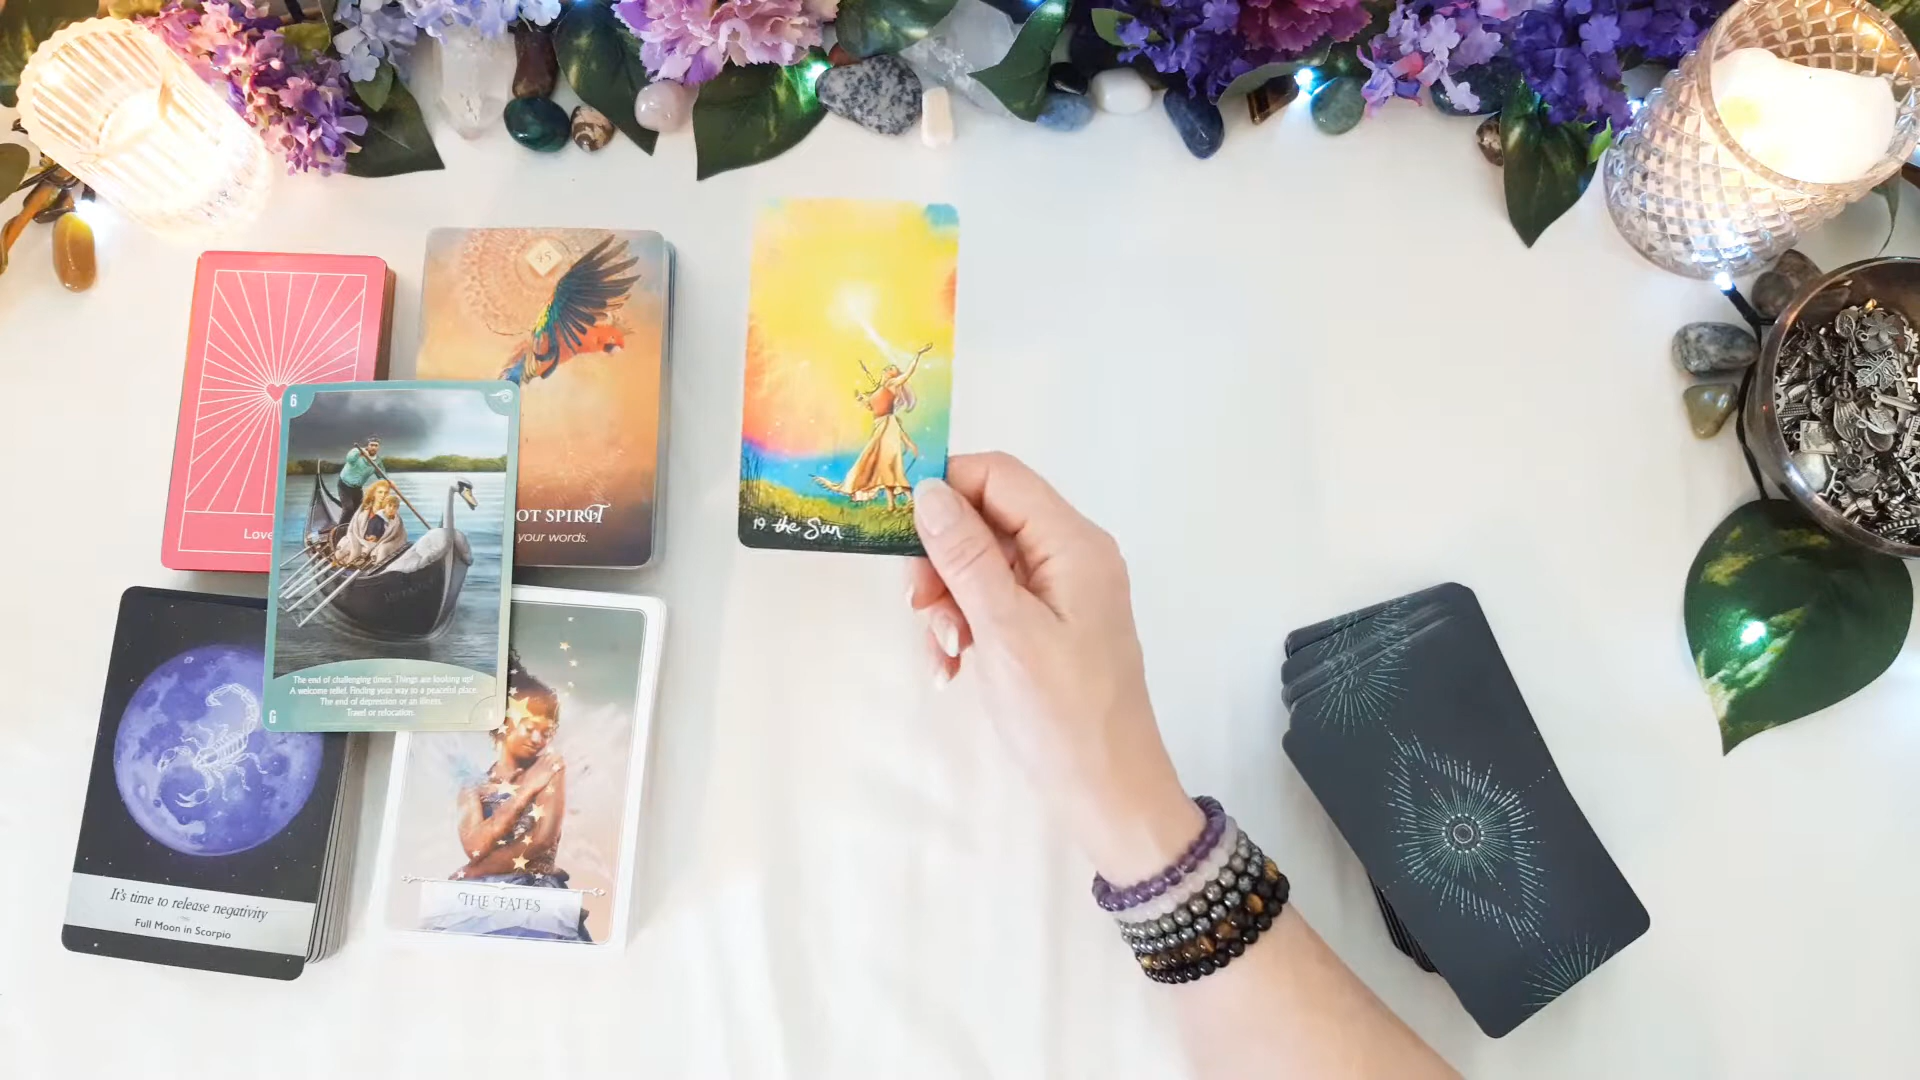 45
Love
OT SPIRIT
your words.
19 the Sun
6
The end of challenging times. Things are looking up!
A welcome relief. Finding your way to a peaceful place.
The end of depression or an illness.
Travel or relocation.
It's time to release negativity
Full Moon in Scorpio
THE FATES